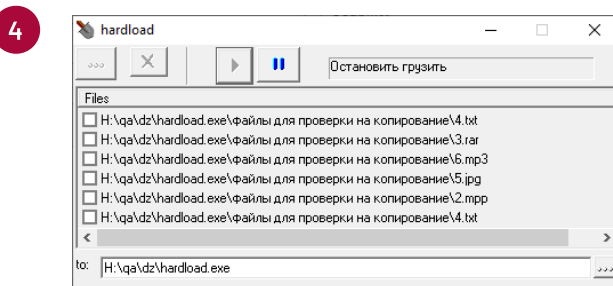 4
hardload
Остановить грузить
Files
H:\qa\dz\hardload.exe\файлы для проверки на копирование\4.txt
H:\qa\dz\hardload.exe\файлы для проверки на копирование\3.rar
H:\qa\dz\hardload.exe\файлы для проверки на копирование\6.mp3
H:\qa\dz\hardload.exe\файлы для проверки на копирование\5.jpg
H:\qa\dz\hardload.exe\файлы для проверки на копирование\2.mpp
H:\qa\dz\hardload.exe\файлы для проверки на копирование\4.txt
to: H:\qa\dz\hardload.exe